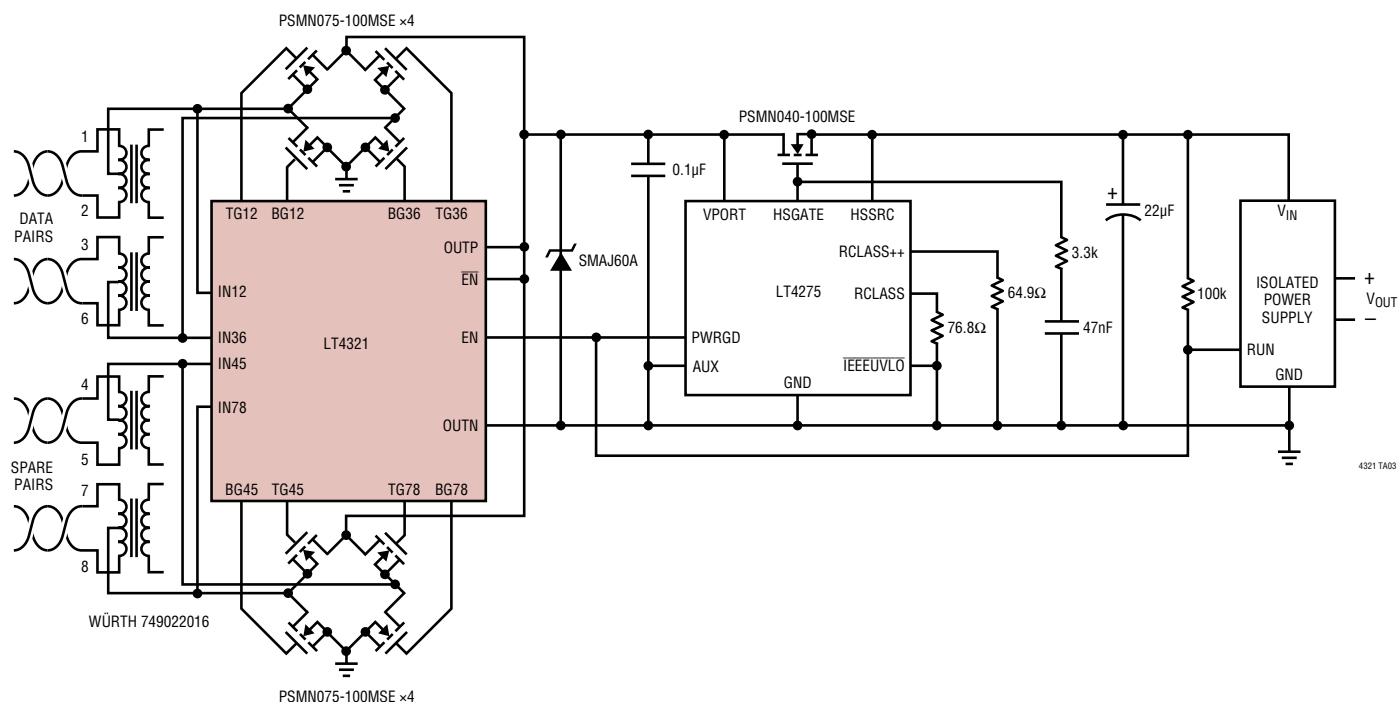 PSMN075-100MSE ×4
PSMN040-100MSE
1
2
DATA
PAIRS
3
6
4
5
SPARE
PAIRS
7
8
WÜRTH 749022016
TG12 BG12 BG36 TG36
OUTP
EN
IN12
IN36
LT4321
EN
IN45
IN78
OUTN
BG45 TG45 TG78 BG78
PSMN075-100MSE ×4
SMAJ60A
0.1µF
VPORT HSGATE HSSRC
RCLASS++
LT4275
RCLASS
PWRGD
AUX
IEEEUVLO
GND
64.9Ω
76.8Ω
3.3k
47nF
+
22µF
100k
VIN
ISOLATED
POWER
SUPPLY
RUN
GND
+
VOUT
–
4321 TA03